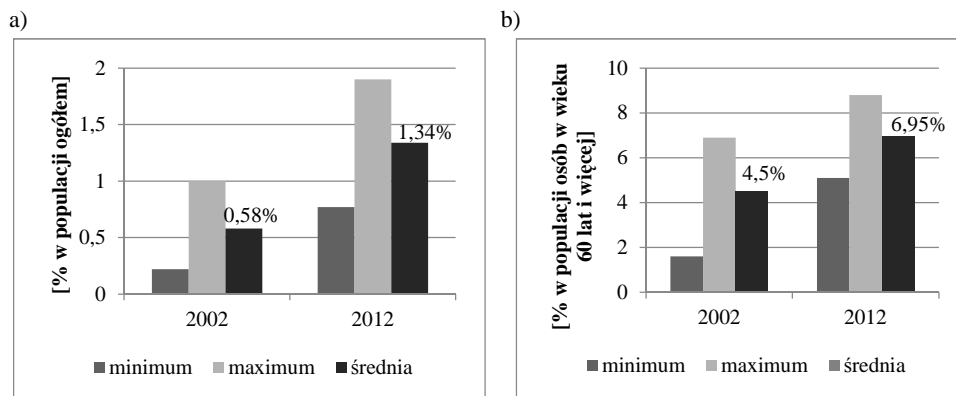 a)
[% w populacji ogółem]
2
1,5
1
0,5
0
0,58%
1,34%
2002
2012
minimum
maximum
średnia
b)
[% w populacji osób w wieku
60 lat i więcej]
10
8
6
4
2
0
4,5%
6,95%
2002
2012
minimum
maximum
średnia